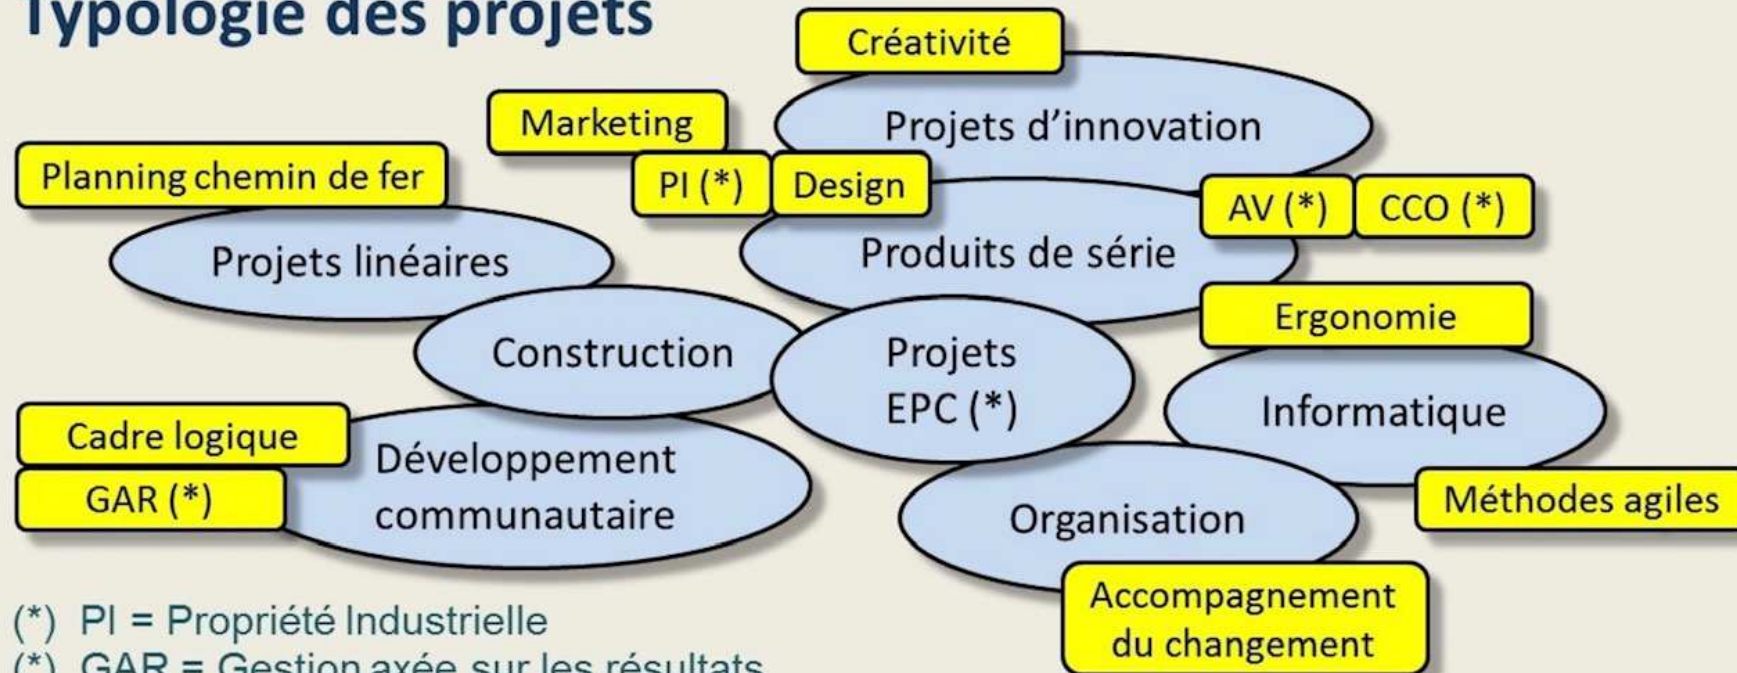 Typologie des projets
Créativité
Projets d'innovation
Marketing
PI (*)
Design
Planning chemin de fer
AV (*)
CCO (*)
Projets linéaires
Produits de série
Ergonomie
Construction
Projets
EPC (*)
Informatique
Cadre logique
GAR (*)
Développement
communautaire
Organisation
Méthodes agiles
Accompagnement
du changement
(*) PI = Propriété Industrielle
(*) GAR = Gestion axée sur les résultats